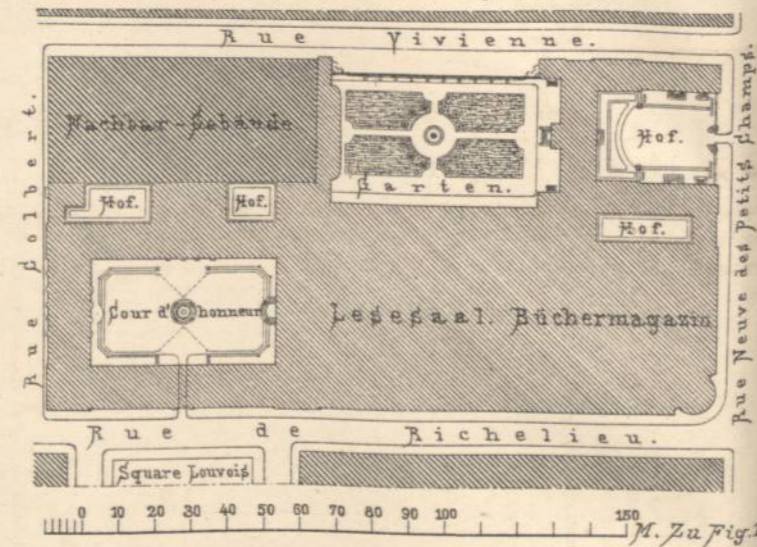 Rue Vivienne.
Rue Colbert.
Nachbar-Gebäude
Garten.
Hof.
Rue Neuve des Petits Champs.
Hof.
Hof.
Hof.
Cour d'honneur
Lesesaal. Büchermagazin
Rue de Richelieu.
Square Louvois
0 10 20 30 40 50 60 70 80 90 100 150 M. Zu Fig.